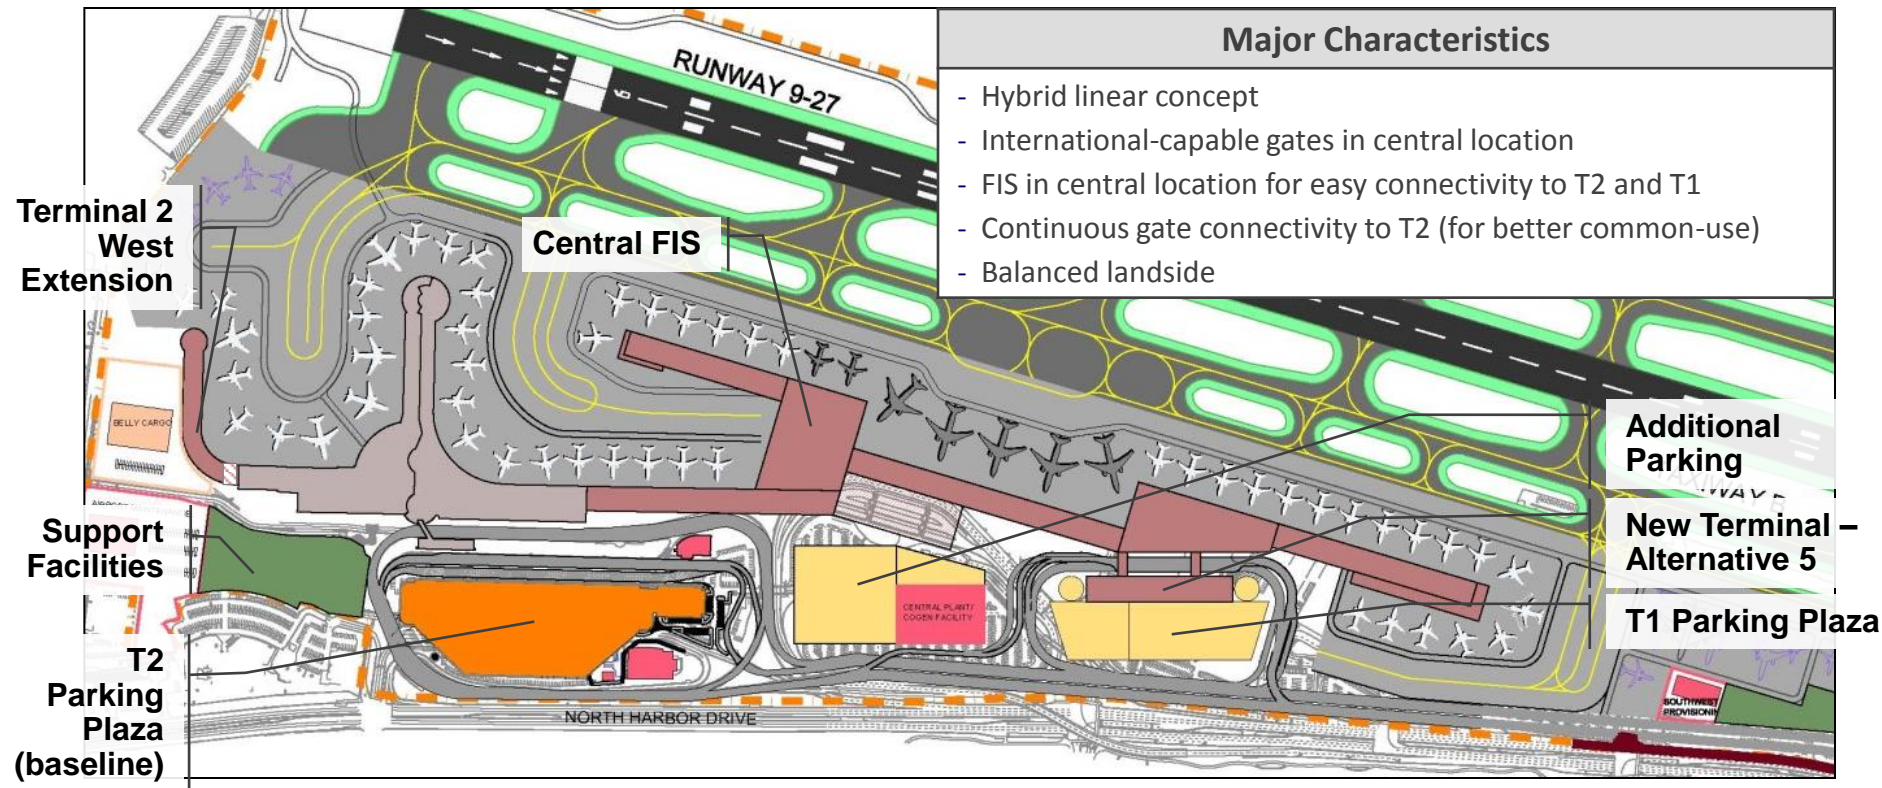 Major Characteristics
- Hybrid linear concept
- International-capable gates in central location
- FIS in central location for easy connectivity to T2 and T1
- Continuous gate connectivity to T2 (for better common-use)
- Balanced landside
RUNWAY 9-27
9
Terminal 2
West
Extension
Central FIS
BELLY CARGO
Additional
Parking
TAXIWAY B
New Terminal –
Alternative 5
T1 Parking Plaza
Support
Facilities
CENTRAL PLANT/
COGEN FACILITY
T2
Parking
Plaza
(baseline)
NORTH HARBOR DRIVE
SOUTHWEST
PROVISIONIN